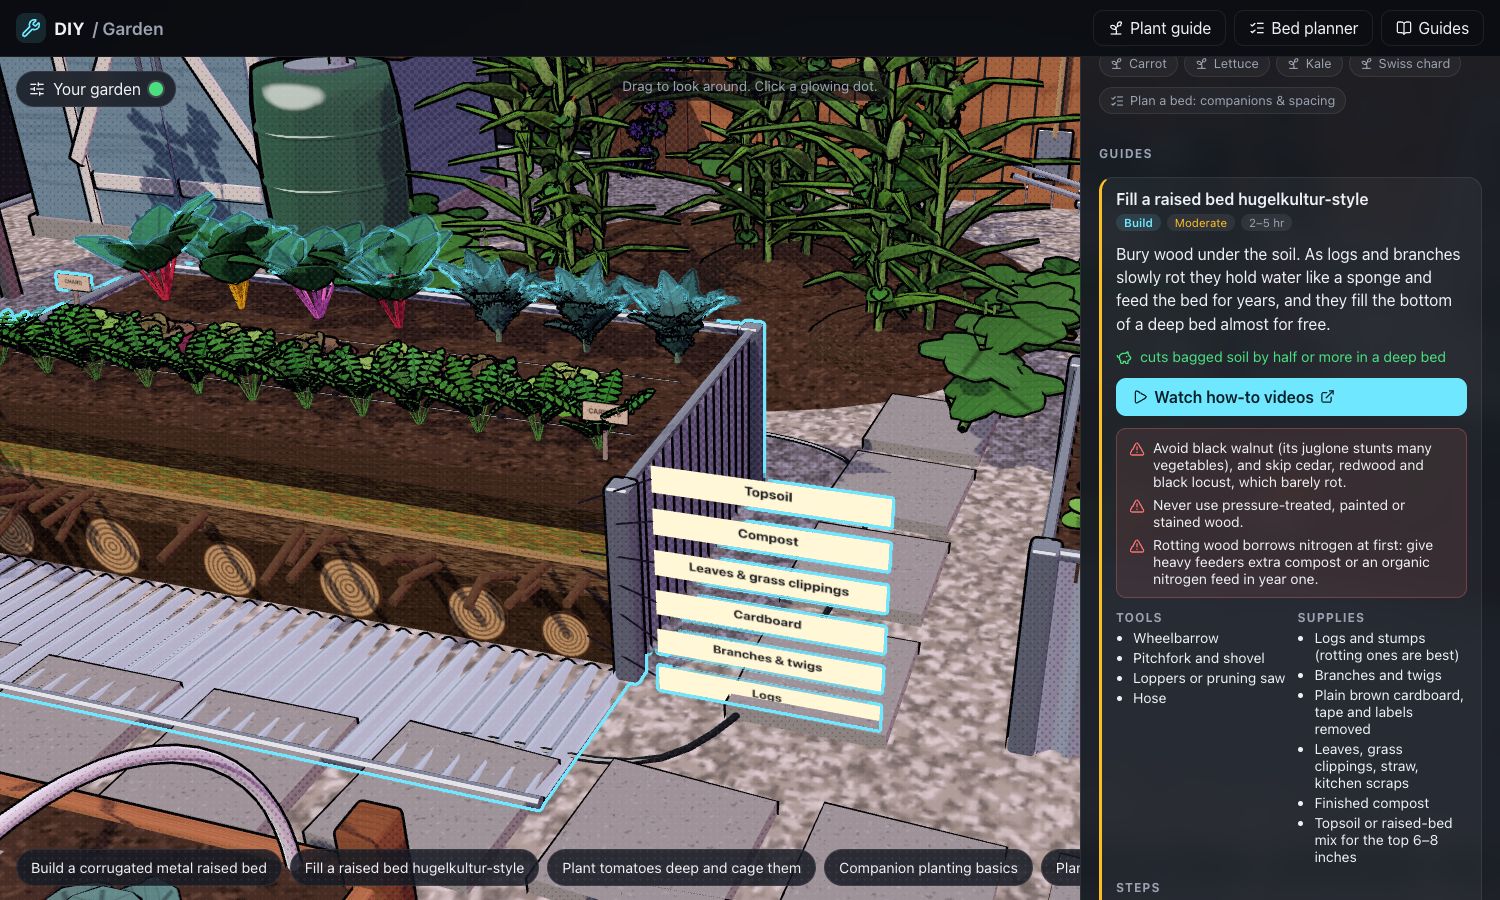 DIY / Garden
Plant guide
Bed planner
Guides
Your garden
Drag to look around. Click a glowing dot.
Carrot
Lettuce
Kale
Swiss chard
Plan a bed: companions & spacing
GUIDES
Fill a raised bed hugelkultur-style
Build
Moderate
2–5 hr
Bury wood under the soil. As logs and branches
slowly rot they hold water like a sponge and
feed the bed for years, and they fill the bottom
of a deep bed almost for free.
cuts bagged soil by half or more in a deep bed
Watch how-to videos
Avoid black walnut (its juglone stunts many
vegetables), and skip cedar, redwood and
black locust, which barely rot.
Never use pressure-treated, painted or
stained wood.
Rotting wood borrows nitrogen at first: give
heavy feeders extra compost or an organic
nitrogen feed in year one.
TOOLS
Wheelbarrow
Pitchfork and shovel
Loppers or pruning saw
Hose
SUPPLIES
Logs and stumps
(rotting ones are best)
Branches and twigs
Plain brown cardboard,
tape and labels
removed
Leaves, grass
clippings, straw,
kitchen scraps
Finished compost
Topsoil or raised-bed
mix for the top 6–8
inches
STEPS
CHARD
Topsoil
Compost
Leaves & grass clippings
Cardboard
Branches & twigs
Logs
Build a corrugated metal raised bed
Fill a raised bed hugelkultur-style
Plant tomatoes deep and cage them
Companion planting basics